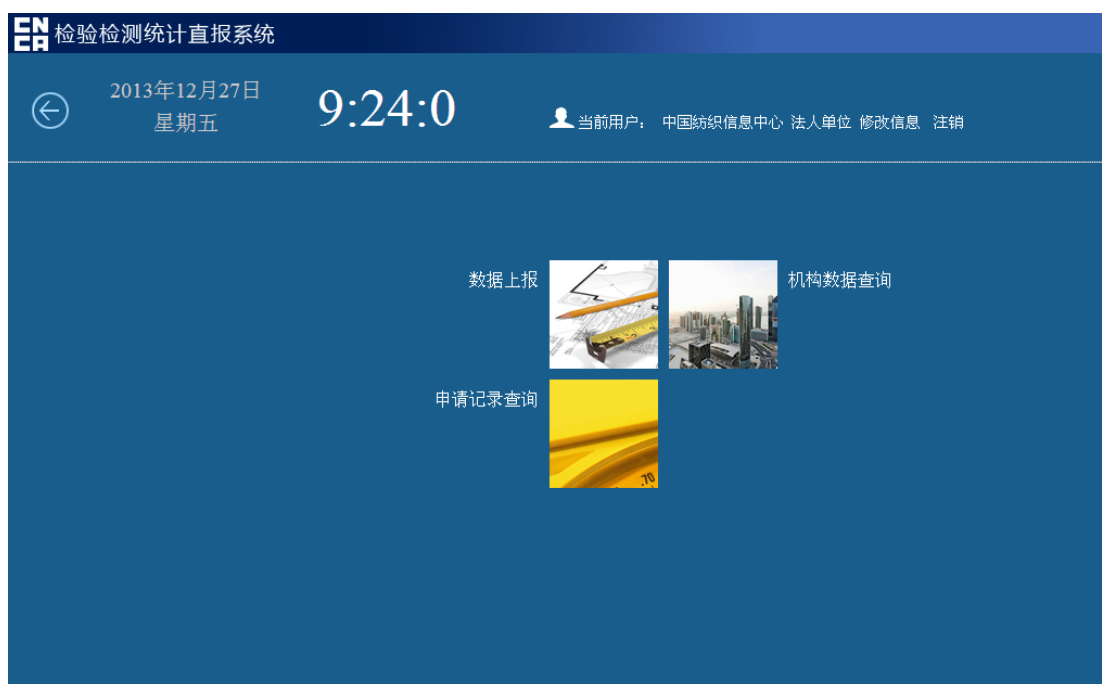 CNCA 检验检测统计直报系统
2013年12月27日
星期五
9:24:0
当前用户： 中国纺织信息中心 法人单位 修改信息 注销
数据上报
机构数据查询
申请记录查询
70